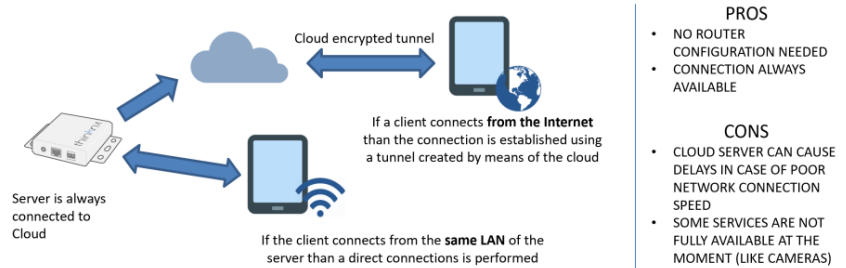 Cloud encrypted tunnel
If a client connects from the Internet
than the connection is established using
a tunnel created by means of the cloud
thinknx
Server is always
connected to
Cloud
If the client connects from the same LAN of the
server than a direct connections is performed
PROS
• NO ROUTER
CONFIGURATION NEEDED
• CONNECTION ALWAYS
AVAILABLE
CONS
• CLOUD SERVER CAN CAUSE
DELAYS IN CASE OF POOR
NETWORK CONNECTION
SPEED
• SOME SERVICES ARE NOT
FULLY AVAILABLE AT THE
MOMENT (LIKE CAMERAS)